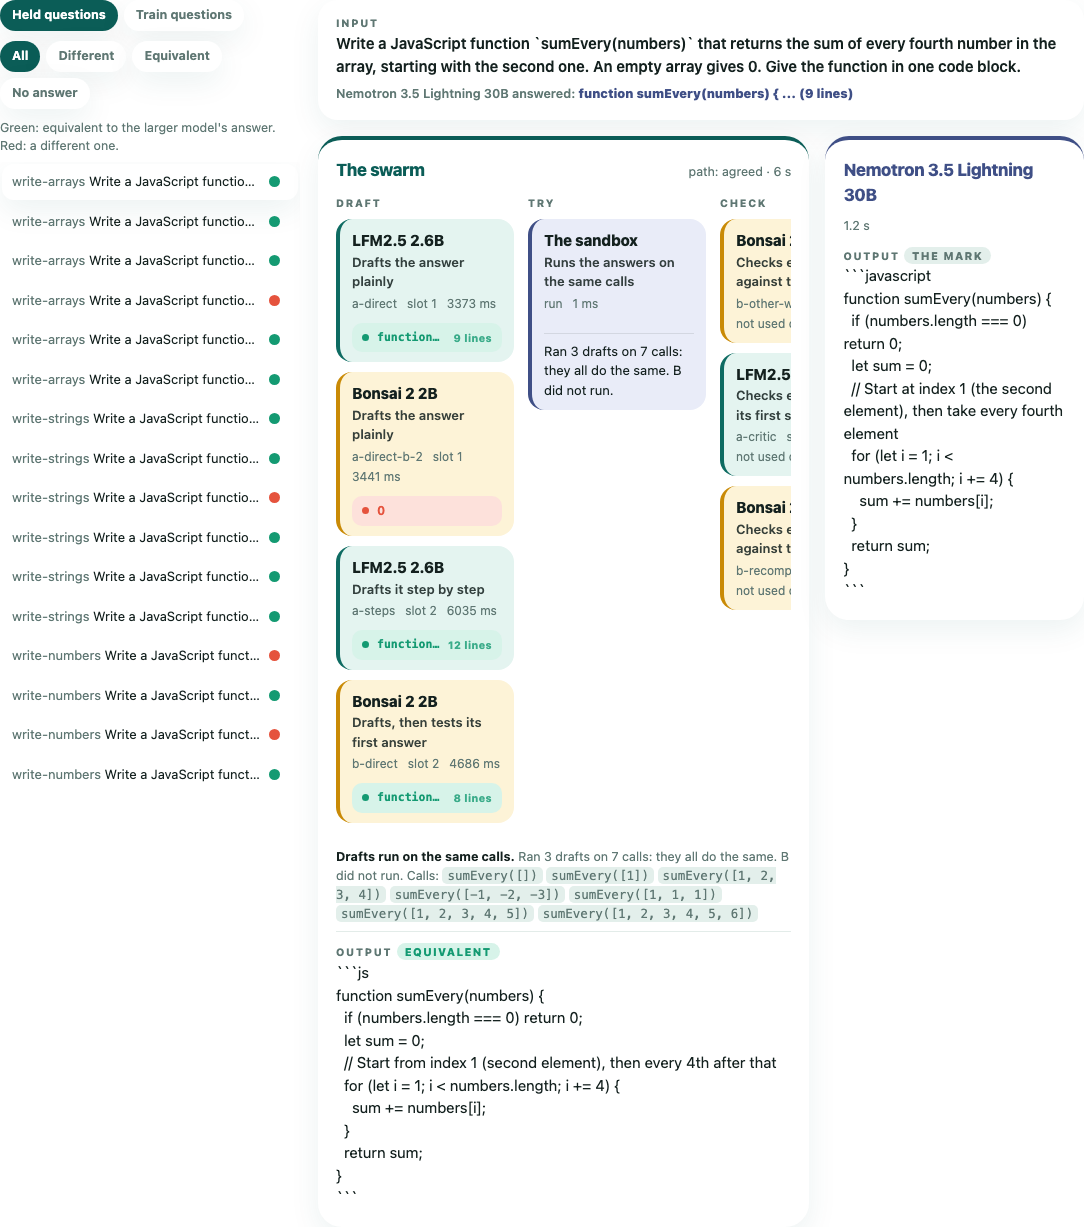 Held questions
Train questions
All
Different
Equivalent
No answer
Green: equivalent to the larger model's answer.
Red: a different one.
write-arrays Write a JavaScript functio...
write-arrays Write a JavaScript functio...
write-arrays Write a JavaScript functio...
write-arrays Write a JavaScript functio...
write-arrays Write a JavaScript functio...
write-arrays Write a JavaScript functio...
write-strings Write a JavaScript functio...
write-strings Write a JavaScript functio...
write-strings Write a JavaScript functio...
write-strings Write a JavaScript functio...
write-strings Write a JavaScript functio...
write-strings Write a JavaScript functio...
write-numbers Write a JavaScript funct...
write-numbers Write a JavaScript funct...
write-numbers Write a JavaScript funct...
write-numbers Write a JavaScript funct...
INPUT
Write a JavaScript function `sumEvery(numbers)` that returns the sum of every fourth number in the
array, starting with the second one. An empty array gives 0. Give the function in one code block.
Nemotron 3.5 Lightning 30B answered: function sumEvery(numbers) { ... (9 lines)
The swarm
path: agreed · 6 s
DRAFT
LFM2.5 2.6B
Drafts the answer
plainly
a-direct slot 1 3373 ms
function... 9 lines
Bonsai 2 2B
Drafts the answer
plainly
a-direct-b-2 slot 1
3441 ms
0
LFM2.5 2.6B
Drafts it step by step
a-steps slot 2 6035 ms
function... 12 lines
Bonsai 2 2B
Drafts, then tests its
first answer
b-direct slot 2 4686 ms
function... 8 lines
TRY
The sandbox
Runs the answers on
the same calls
run 1 ms
Ran 3 drafts on 7 calls:
they all do the same. B
did not run.
CHECK
Bonsai
Checks
against
b-other-
not used
LFM2.5
Checks
its first
a-critic
not used
Bonsai
Checks
against
b-recomp
not used
Drafts run on the same calls. Ran 3 drafts on 7 calls: they all do the same. B
did not run. Calls: sumEvery([]) sumEvery([1]) sumEvery([1, 2,
3, 4]) sumEvery([-1, -2, -3]) sumEvery([1, 1, 1])
sumEvery([1, 2, 3, 4, 5]) sumEvery([1, 2, 3, 4, 5, 6])
OUTPUT EQUIVALENT
```js
function sumEvery(numbers) {
if (numbers.length === 0) return 0;
let sum = 0;
// Start from index 1 (second element), then every 4th after that
for (let i = 1; i < numbers.length; i += 4) {
sum += numbers[i];
}
return sum;
}
```
Nemotron 3.5 Lightning
30B
1.2 s
OUTPUT THE MARK
```javascript
function sumEvery(numbers) {
if (numbers.length === 0)
return 0;
let sum = 0;
// Start at index 1 (the second
element), then take every fourth
element
for (let i = 1; i <
numbers.length; i += 4) {
sum += numbers[i];
}
return sum;
}
```